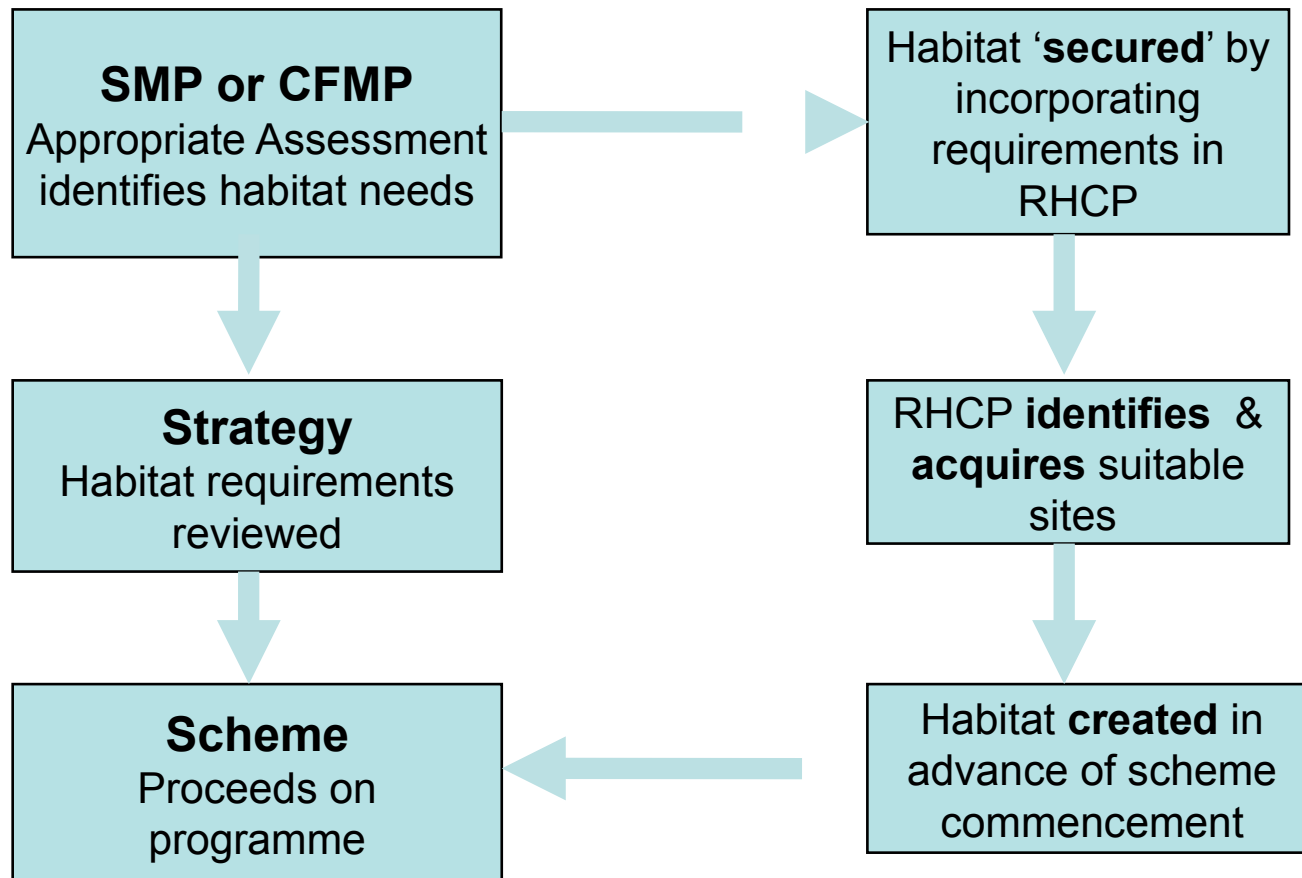 SMP or CFMP
Appropriate Assessment
identifies habitat needs
Habitat ‘secured’ by
incorporating
requirements in
RHCP
Strategy
Habitat requirements
reviewed
RHCP identifies & 
acquires suitable
sites
Scheme
Proceeds on
programme
Habitat created in
advance of scheme
commencement